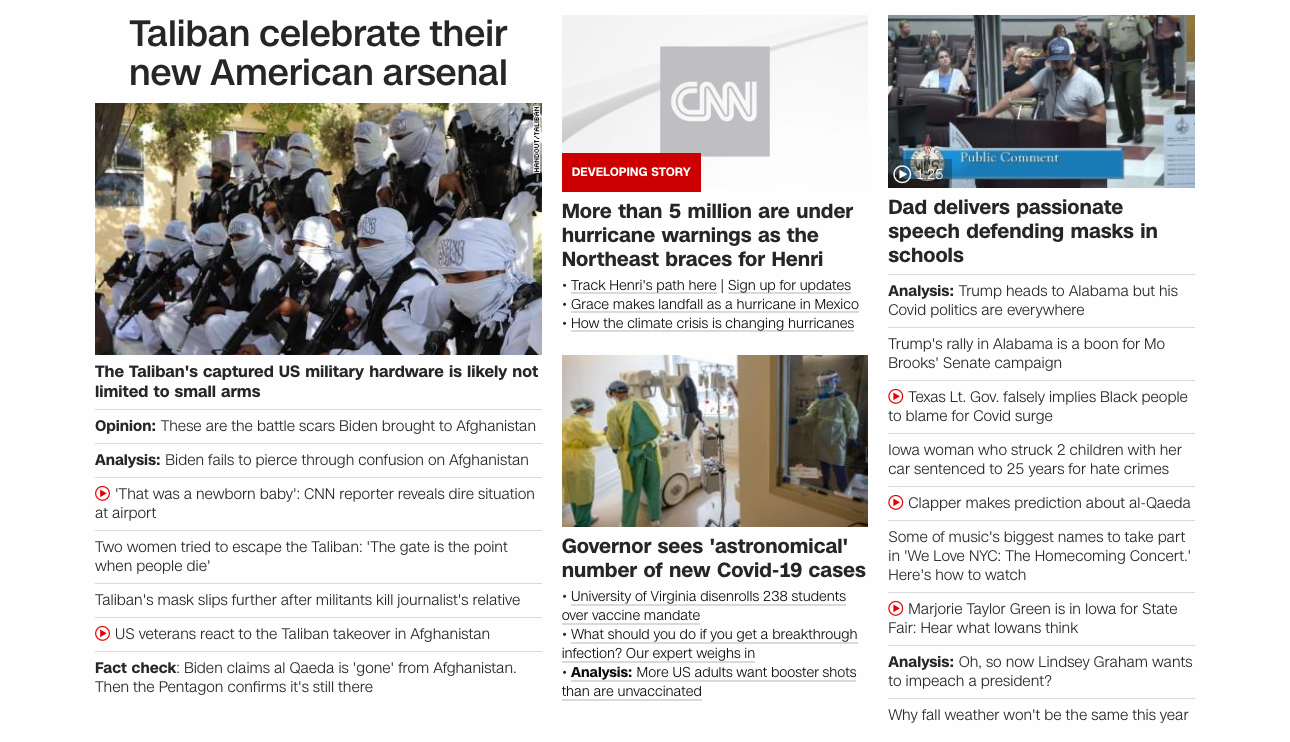 Taliban celebrate their
new American arsenal
HANDOUT/TALIBAN
The Taliban's captured US military hardware is likely not
limited to small arms
Opinion: These are the battle scars Biden brought to Afghanistan
Analysis: Biden fails to pierce through confusion on Afghanistan
'That was a newborn baby': CNN reporter reveals dire situation
at airport
Two women tried to escape the Taliban: 'The gate is the point
when people die'
Taliban's mask slips further after militants kill journalist's relative
US veterans react to the Taliban takeover in Afghanistan
Fact check: Biden claims al Qaeda is 'gone' from Afghanistan.
Then the Pentagon confirms it's still there
CNN
DEVELOPING STORY
More than 5 million are under
hurricane warnings as the
Northeast braces for Henri
• Track Henri's path here | Sign up for updates
• Grace makes landfall as a hurricane in Mexico
• How the climate crisis is changing hurricanes
Governor sees 'astronomical'
number of new Covid-19 cases
• University of Virginia disenrolls 238 students
over vaccine mandate
• What should you do if you get a breakthrough
infection? Our expert weighs in
• Analysis: More US adults want booster shots
than are unvaccinated
Public Comment
1:25
Dad delivers passionate
speech defending masks in
schools
Analysis: Trump heads to Alabama but his
Covid politics are everywhere
Trump's rally in Alabama is a boon for Mo
Brooks' Senate campaign
Texas Lt. Gov. falsely implies Black people
to blame for Covid surge
Iowa woman who struck 2 children with her
car sentenced to 25 years for hate crimes
Clapper makes prediction about al-Qaeda
Some of music's biggest names to take part
in 'We Love NYC: The Homecoming Concert.'
Here's how to watch
Marjorie Taylor Green is in Iowa for State
Fair: Hear what Iowans think
Analysis: Oh, so now Lindsey Graham wants
to impeach a president?
Why fall weather won't be the same this year